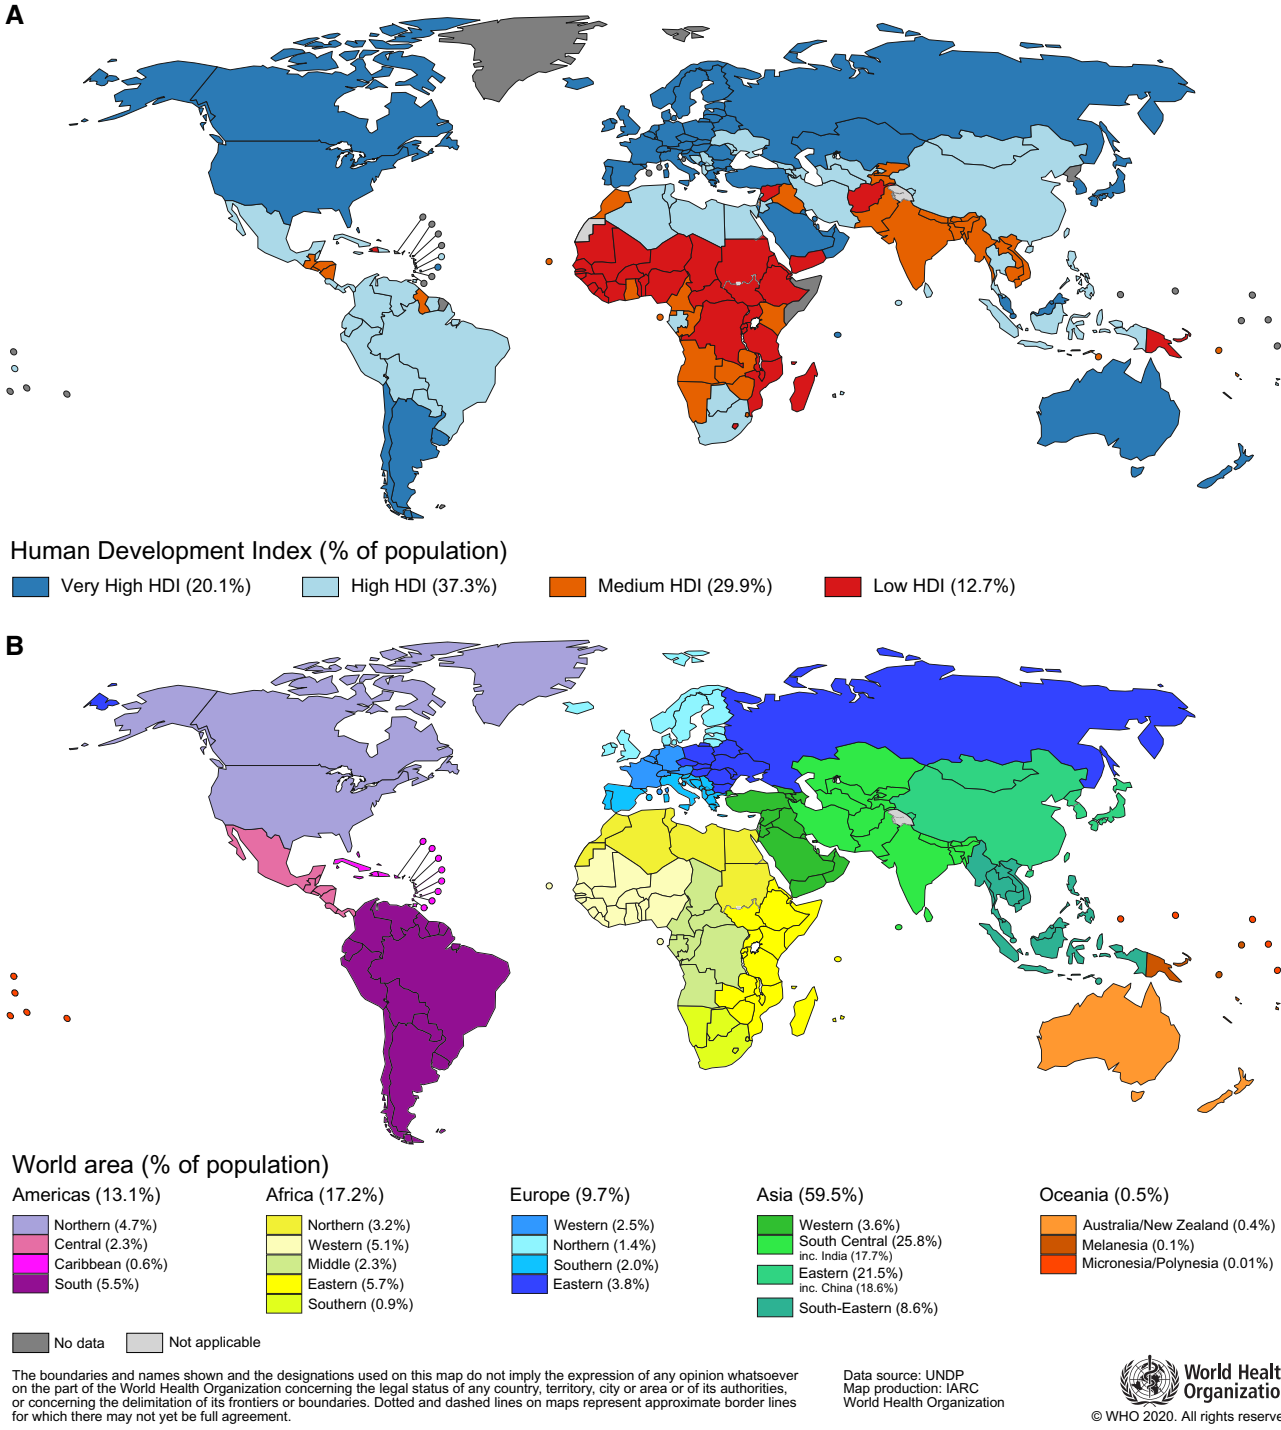 A
Human Development Index (% of population)
Very High HDI (20.1%)
High HDI (37.3%)
Medium HDI (29.9%)
Low HDI (12.7%)
B
World area (% of population)
Americas (13.1%)
Northern (4.7%)
Central (2.3%)
Caribbean (0.6%)
South (5.5%)
Africa (17.2%)
Northern (3.2%)
Western (5.1%)
Middle (2.3%)
Eastern (5.7%)
Southern (0.9%)
Europe (9.7%)
Western (2.5%)
Northern (1.4%)
Southern (2.0%)
Eastern (3.8%)
Asia (59.5%)
Western (3.6%)
South Central (25.8%)
inc. India (17.7%)
Eastern (21.5%)
inc. China (18.6%)
South-Eastern (8.6%)
Oceania (0.5%)
Australia/New Zealand (0.4%)
Melanesia (0.1%)
Micronesia/Polynesia (0.01%)
No data
Not applicable
The boundaries and names shown and the designations used on this map do not imply the expression of any opinion whatsoever
on the part of the World Health Organization concerning the legal status of any country, territory, city or area or of its authorities,
or concerning the delimitation of its frontiers or boundaries. Dotted and dashed lines on maps represent approximate border lines
for which there may not yet be full agreement.
Data source: UNDP
Map production: IARC
World Health Organization
World Healt
Organizatio
© WHO 2020. All rights reserve